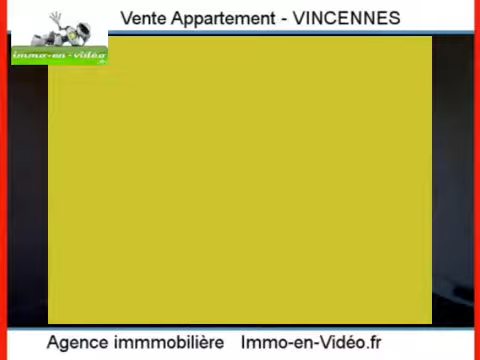 Vente Appartement - VINCENNES
immo-en-vidéo
Agence immmobilière Immo-en-Vidéo.fr